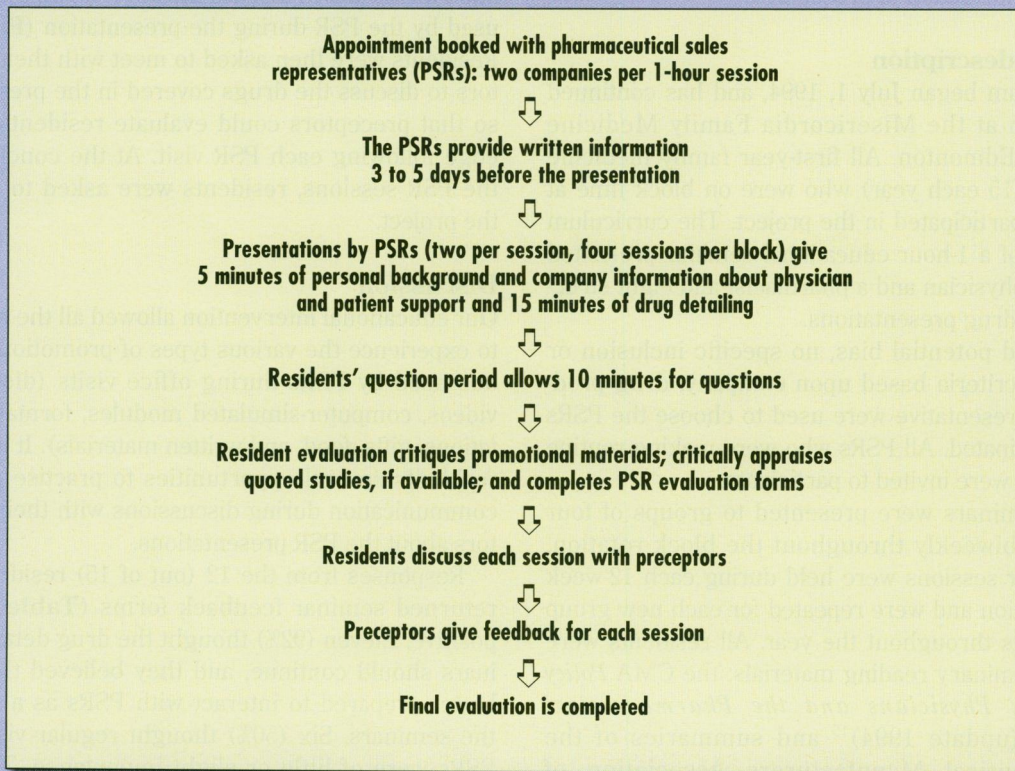 Appointment booked with pharmaceutical sales
representatives (PSRs): two companies per 1-hour session
The PSRs provide written information
3 to 5 days before the presentation
Presentations by PSRs (two per session, four sessions per block) give
5 minutes of personal background and company information about physician
and patient support and 15 minutes of drug detailing
Residents' question period allows 10 minutes for questions
Resident evaluation critiques promotional materials; critically appraises
quoted studies, if available; and completes PSR evaluation forms
Residents discuss each session with preceptors
Preceptors give feedback for each session
Final evaluation is completed